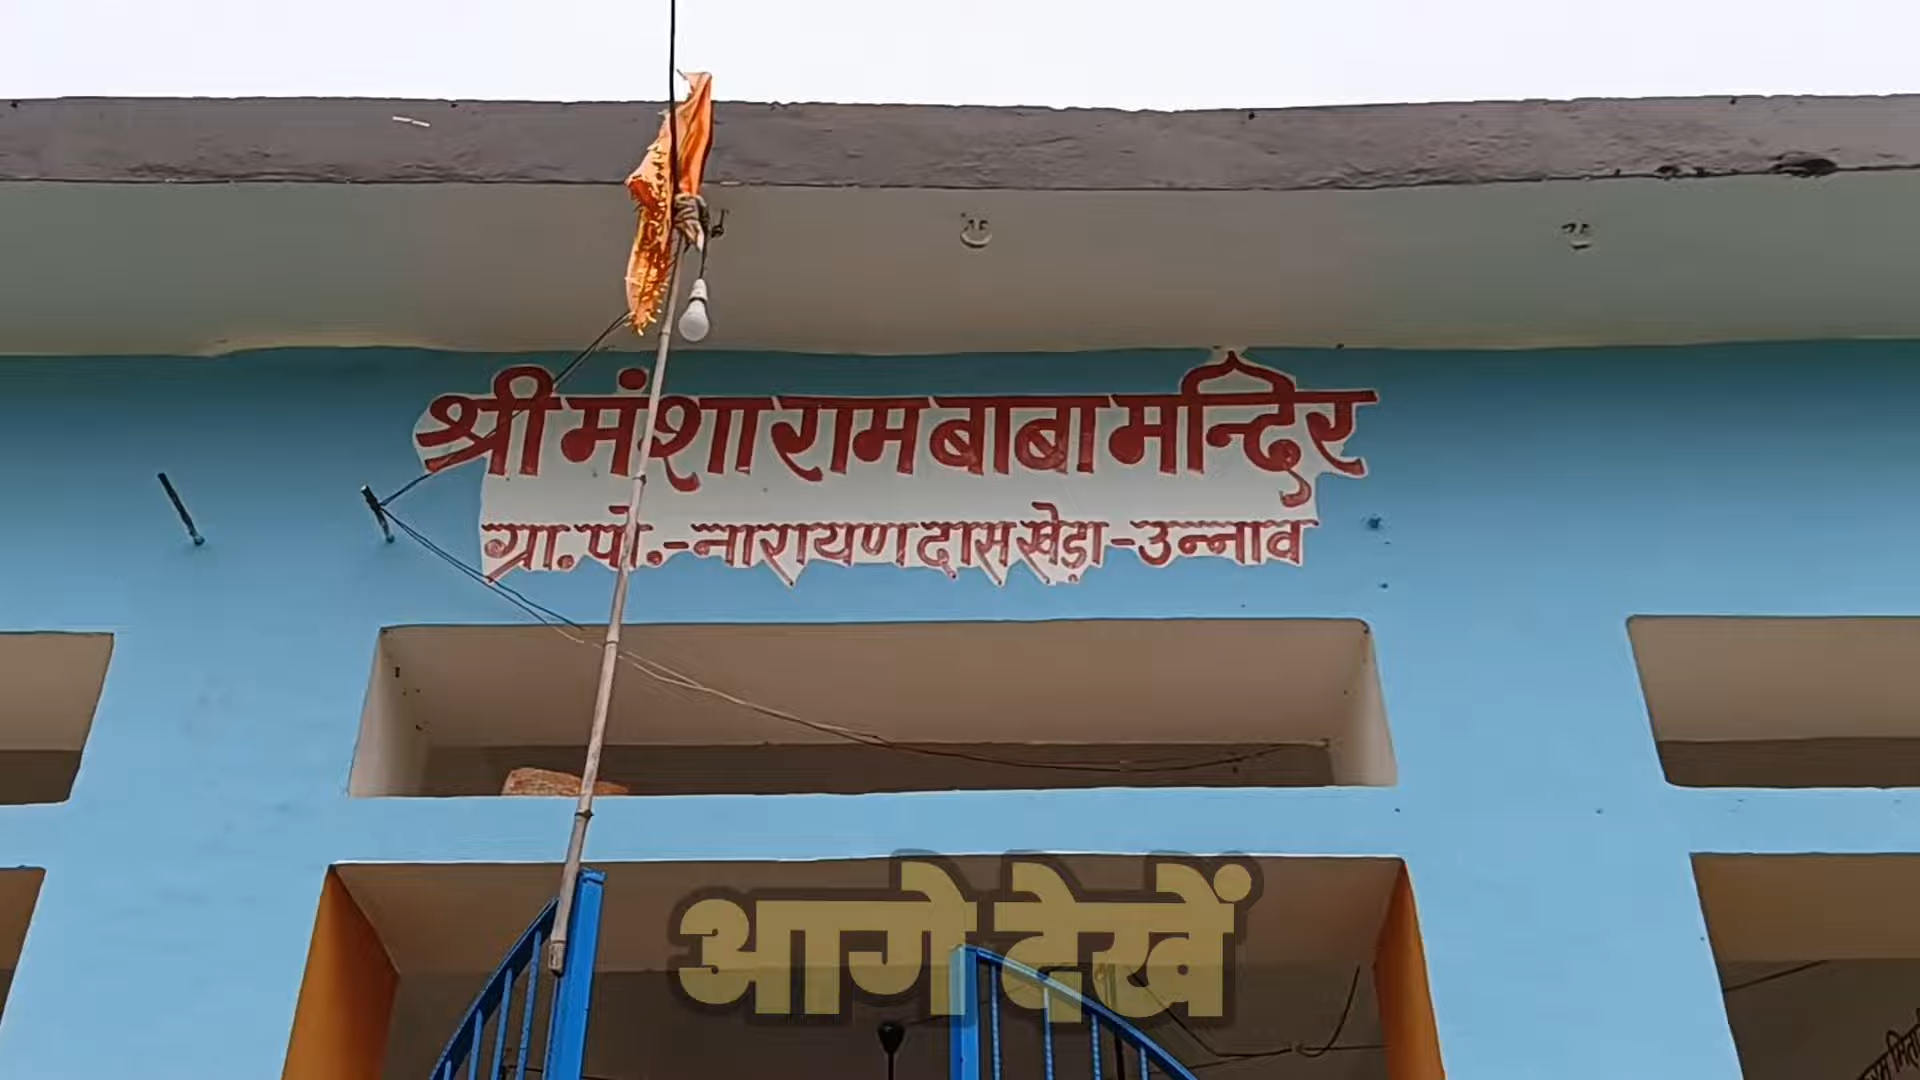 श्री मंशाराम बाबा मन्दिर
ग्रा.पो.-नारायणदासखेड़ा-उन्नाव
आगे देखें